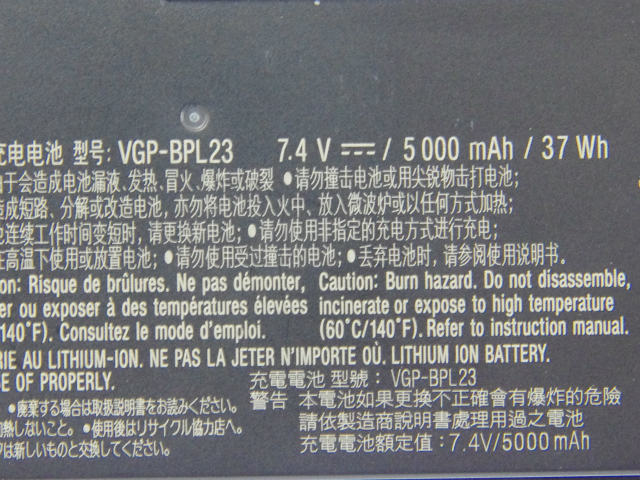 充电电池 型号: VGP-BPL23 7.4 V ⎓ / 5 000 mAh / 37 Wh
由于会造成电池漏液、发热、冒火、爆炸或破裂 ●请勿撞击电池或用尖锐物击打电池；
造成短路、分解或改造电池，亦勿将电池投入火中、放入微波炉或以任何方式加热；
连续工作时间变短时，请更换新电池；●请勿使用非指定的充电方式进行充电；
在高温下使用或放置电池；●请勿使用受过撞击的电池；●丢弃电池时，请参阅使用说明书。
on: Risque de brûlures. Ne pas démonter, Caution: Burn hazard. Do not disassemble,
er ou exposer à des températures élevées incinerate or expose to high temperature
/140°F). Consultez le mode d'emploi. (60°C/140°F). Refer to instruction manual.
RIE AU LITHIUM-ION. NE PAS LA JETER N'IMPORTE OÙ. LITHIUM ION BATTERY.
SE OF PROPERLY.
充電電池 型號：VGP-BPL23
●廃棄する場合は取扱説明書をお読みください。 警告 本電池如果更换不正確會有爆炸的危險
加熱しないこと。●使用後はリサイクル協力店へ。 請依製造商說明書處理用過之電池
は新しいものと交換してください。 充電電池額定值：7.4V/5000mAh